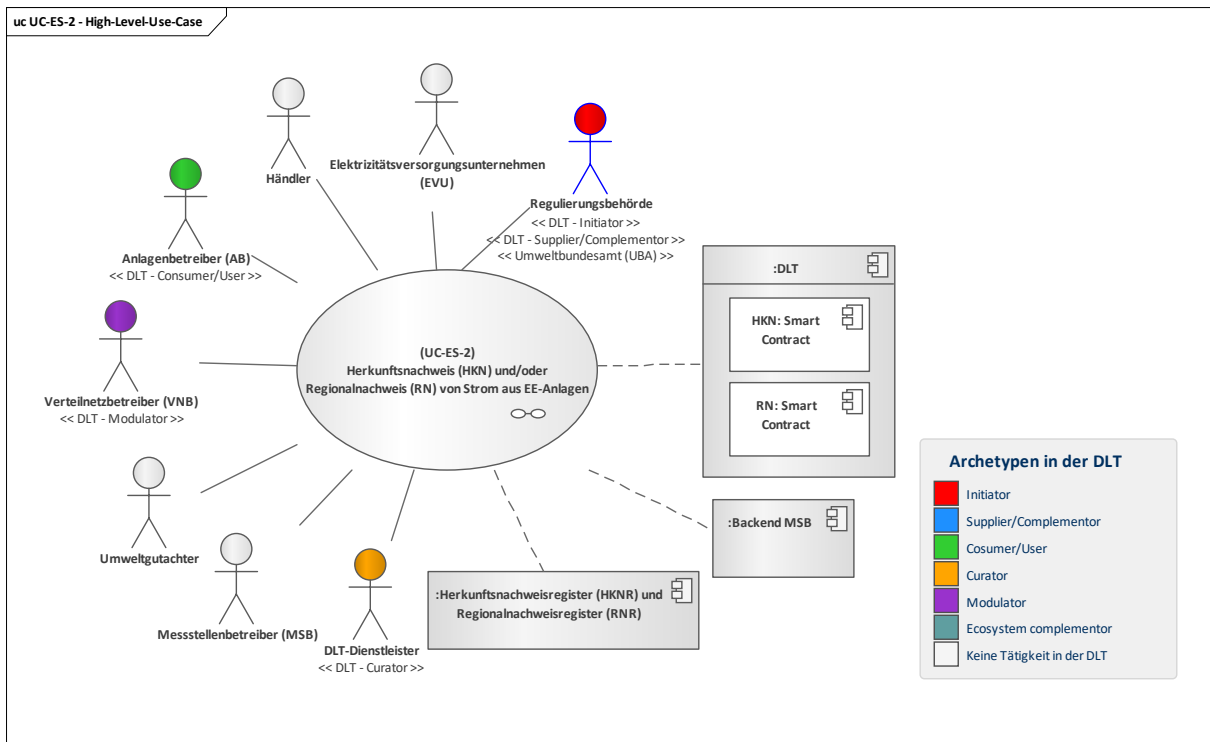 uc UC-ES-2 - High-Level-Use-Case
Händler
Elektrizitätsversorgungsunternehmen
(EVU)
Regulierungsbehörde
<< DLT - Initiator >>
<< DLT - Supplier/Complementor >>
<< Umweltbundesamt (UBA) >>
Anlagenbetreiber (AB)
<< DLT - Consumer/User >>
Verteilnetzbetreiber (VNB)
<< DLT - Modulator >>
Umweltgutachter
Messstellenbetreiber (MSB)
DLT-Dienstleister
<< DLT - Curator >>
(UC-ES-2)
Herkunftsnachweis (HKN) und/oder
Regionalnachweis (RN) von Strom aus EE-Anlagen
:DLT
HKN: Smart
Contract
RN: Smart
Contract
:Backend MSB
:Herkunftsnachweisregister (HKNR) und
Regionalnachweisregister (RNR)
Archetypen in der DLT
Initiator
Supplier/Complementor
Cosumer/User
Curator
Modulator
Ecosystem complementor
Keine Tätigkeit in der DLT